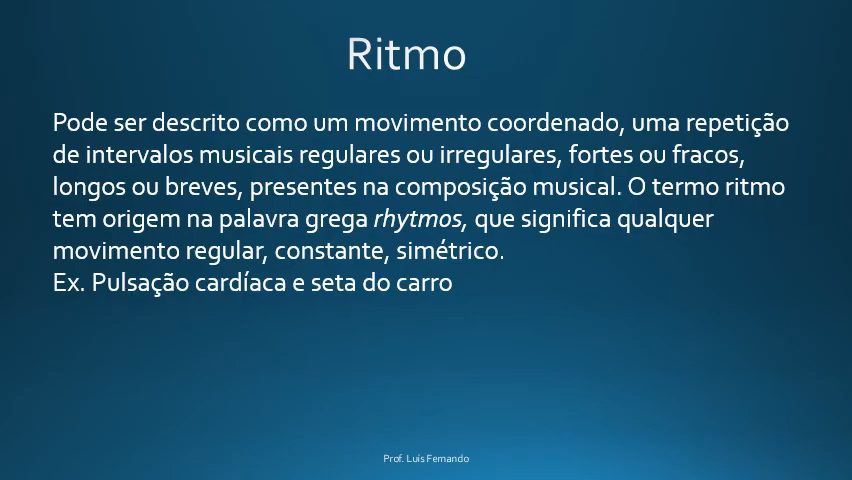 Ritmo
Pode ser descrito como um movimento coordenado, uma repetição
de intervalos musicais regulares ou irregulares, fortes ou fracos,
longos ou breves, presentes na composição musical. O termo ritmo
tem origem na palavra grega rhytmos, que significa qualquer
movimento regular, constante, simétrico.
Ex. Pulsação cardíaca e seta do carro
Prof. Luís Fernando